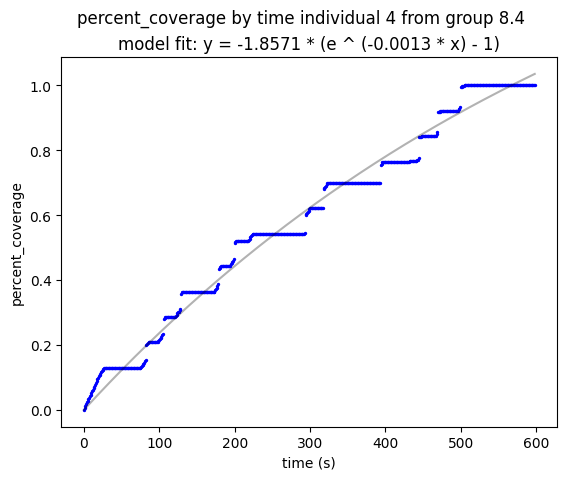 percent_coverage by time individual 4 from group 8.4
model fit: y = -1.8571 * (e ^ (-0.0013 * x) - 1)
1.0
0.8
0.6
0.4
0.2
0.0
percent_coverage
0 100 200 300 400 500 600
time (s)